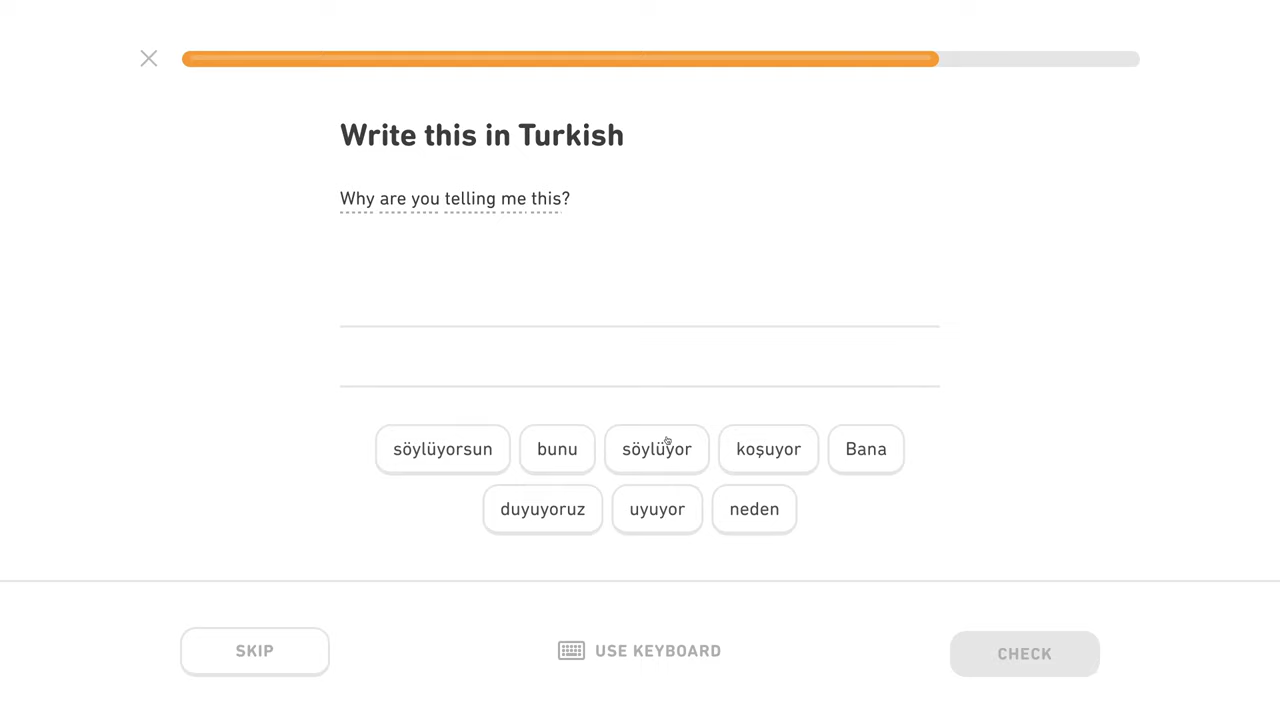 Write this in Turkish
Why are you telling me this?
söylüyorsun bunu söylüyor koşuyor Bana
duyuyoruz uyuyor neden
SKIP USE KEYBOARD CHECK